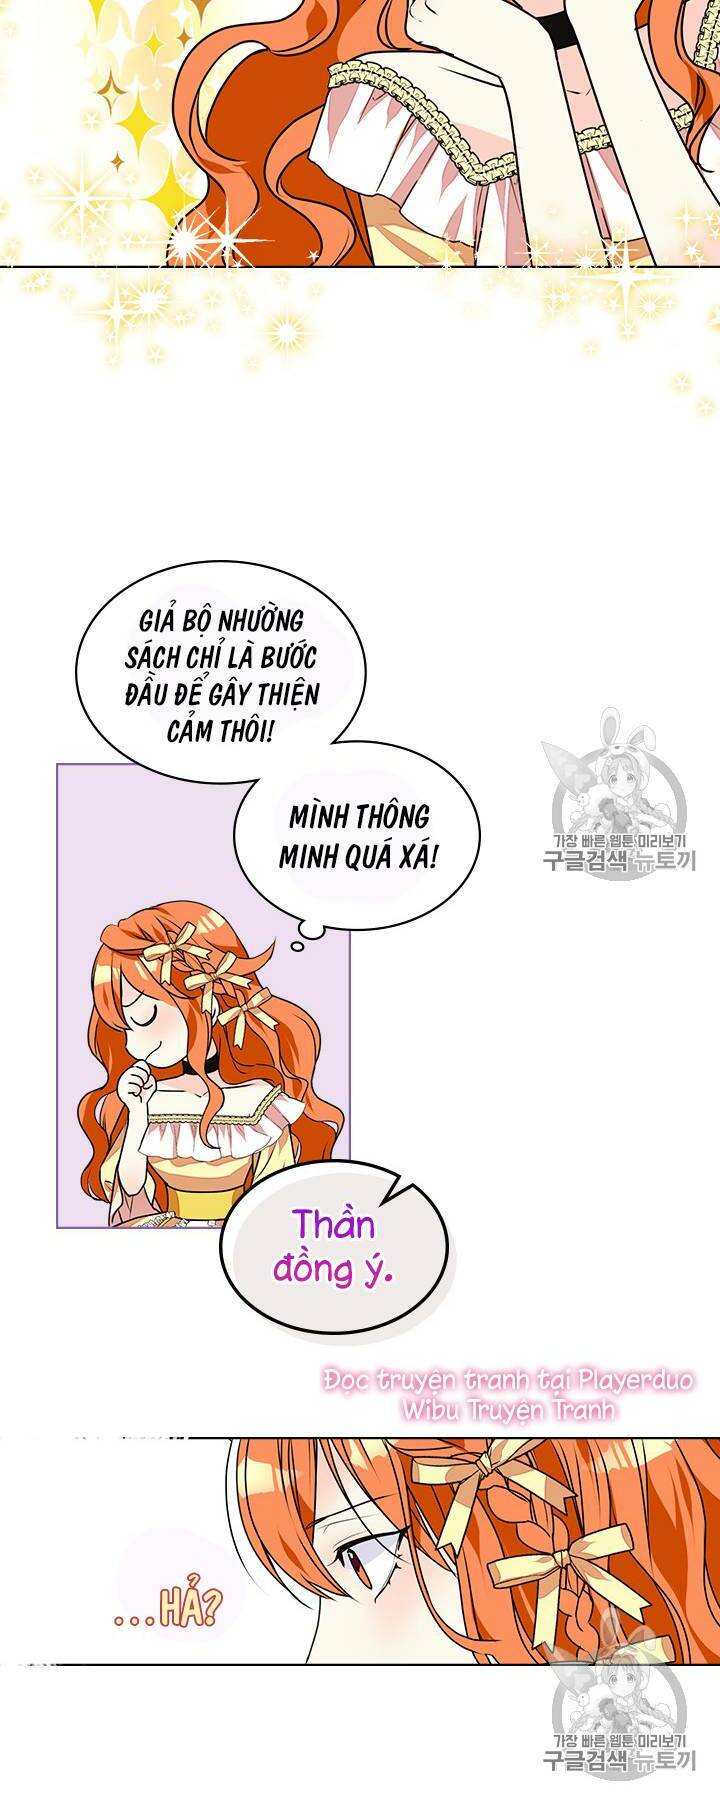 GIẢ BỘ NHƯỜNG
SÁCH CHỈ LÀ BƯỚC
ĐẦU ĐỂ GÂY THIỆN
CẢM THÔI!
가장 빠른 웹툰 미리보기
구글검색 뉴토끼
MÌNH THÔNG
MINH QUÁ XÁ!
Thần
đồng ý.
Đọc truyện tranh tại Playerduo
Wibu Truyện Tranh
...HẢ?
가장 빠른 웹툰 미리보기
구글검색 뉴토끼